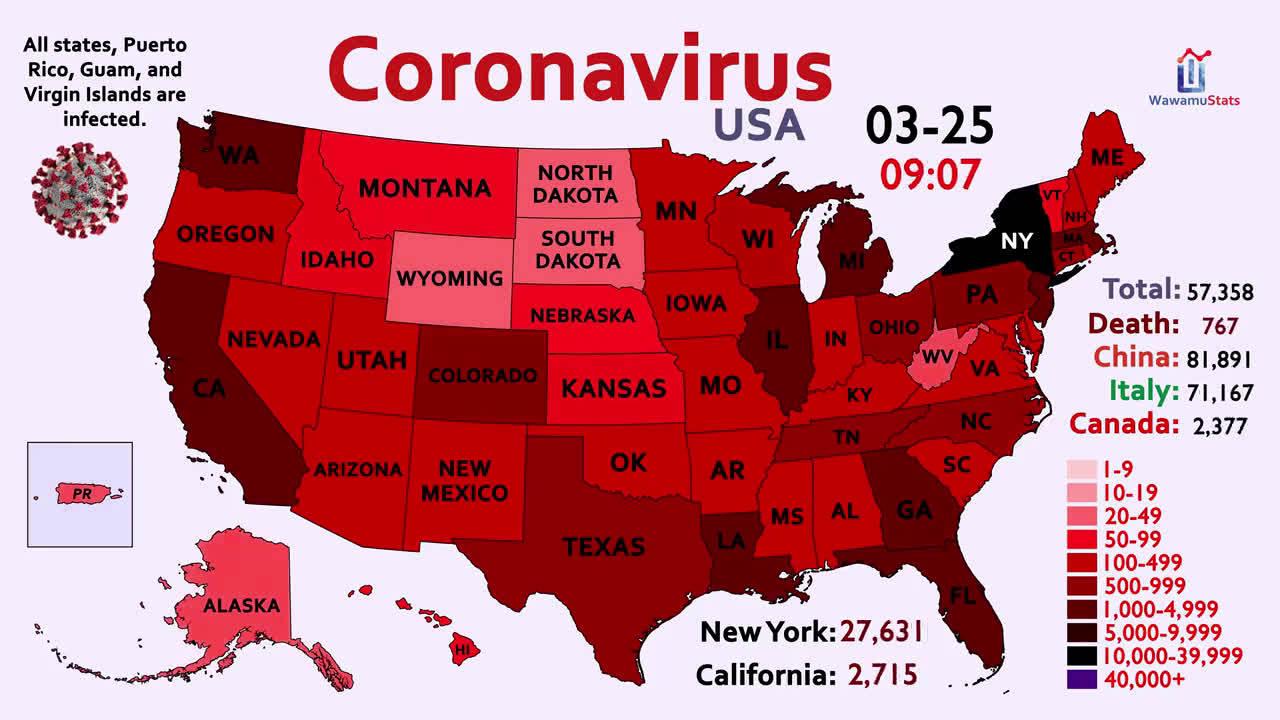 All states, Puerto
Rico, Guam, and
Virgin Islands are
infected.
Coronavirus
USA
03-25
09:07
WawamuStats
WA
MONTANA
NORTH
DAKOTA
MN
ME
OREGON
IDAHO
WYOMING
SOUTH
DAKOTA
WI
MI
NY
VT
NH
MA
CT
NEVADA
UTAH
COLORADO
NEBRASKA
IOWA
IL
IN
OHIO
PA
WV
VA
CA
KANSAS
MO
KY
ARIZONA
NEW
MEXICO
OK
AR
TN
NC
SC
TEXAS
LA
MS
AL
GA
FL
PR
ALASKA
HI
Total: 57,358
Death: 767
China: 81,891
Italy: 71,167
Canada: 2,377
1-9
10-19
20-49
50-99
100-499
500-999
1,000-4,999
5,000-9,999
10,000-39,999
40,000+
New York: 27,631
California: 2,715